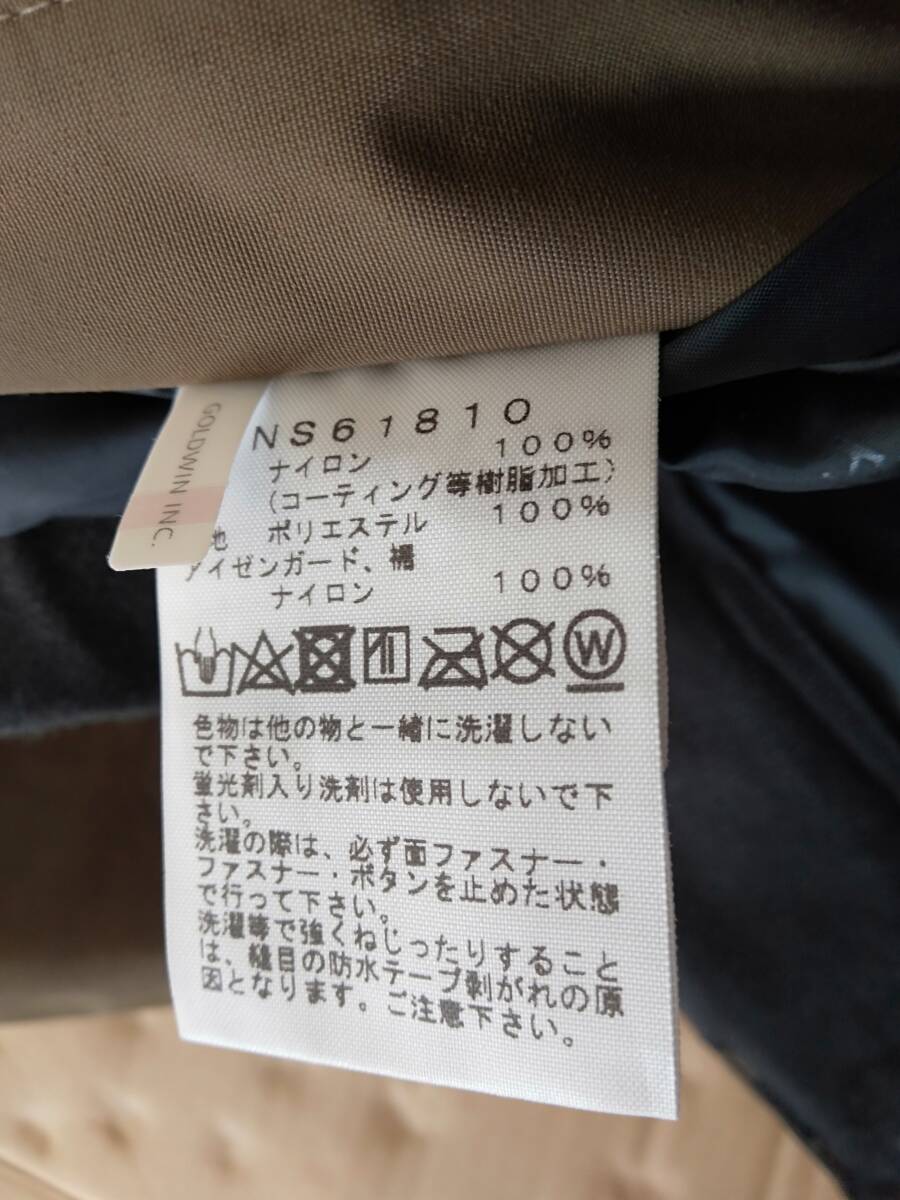 GOLDWIN INC.
NS61810
ナイロン 100%
(コーティング等樹脂加工)
地 ポリエステル 100%
アイゼンガード、裾
ナイロン 100%
W
色物は他の物と一緒に洗濯しない
で下さい。
蛍光剤入り洗剤は使用しないで下
さい。
洗濯の際は、必ず面ファスナー・
ファスナー・ボタンを止めた状態
で行って下さい。
洗濯等で強くねじったりすること
は、縫目の防水テープ剥がれの原
因となります。ご注意下さい。